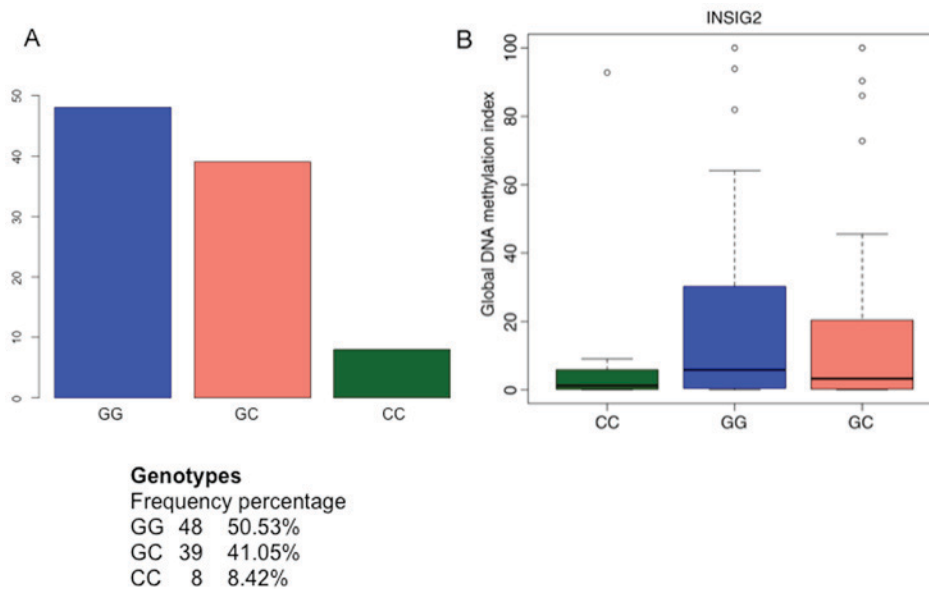 A
50
40
30
20
10
0
GG GC CC
Genotypes
Frequency percentage
GG 48 50.53%
GC 39 41.05%
CC 8 8.42%
B
INSIG2
Global DNA methylation index
100
80
60
40
20
0
CC GG GC